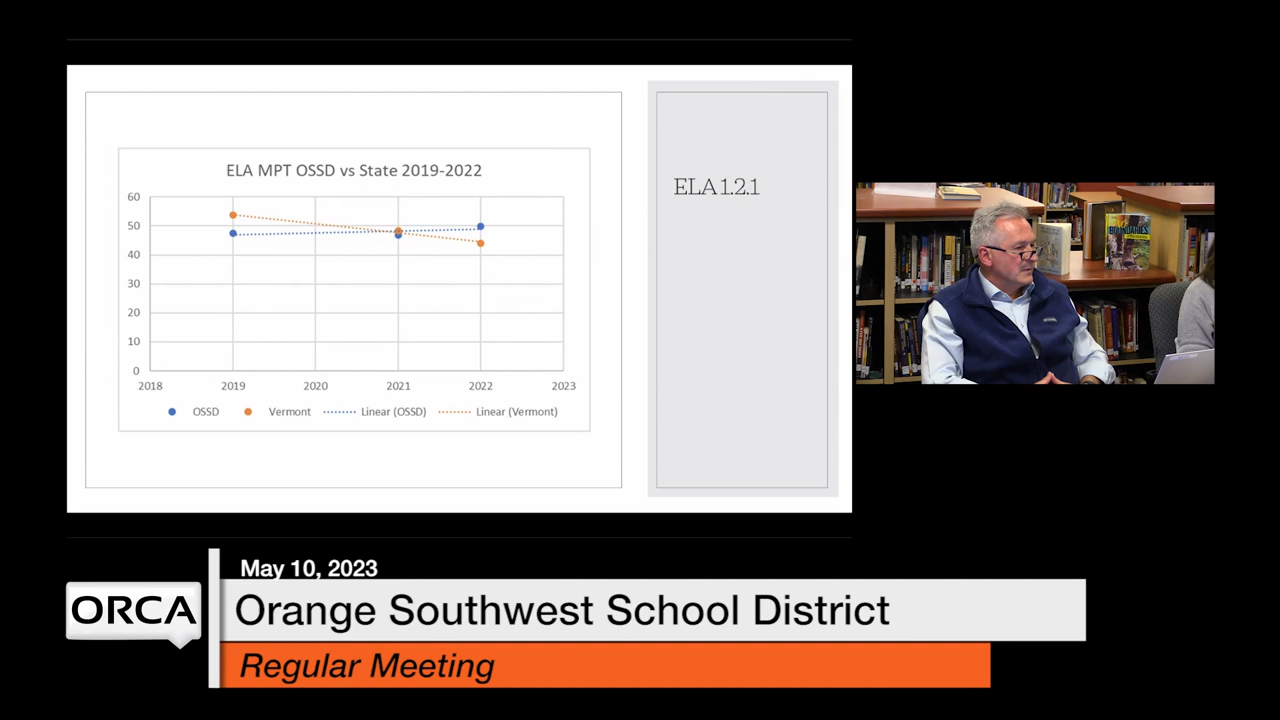 ELA MPT OSSD vs State 2019-2022
60
50
40
30
20
10
0
2018 2019 2020 2021 2022 2023
OSSD Vermont Linear (OSSD) Linear (Vermont)
ELA 1.2.1
BOUNDARIES
May 10, 2023
ORCA
Orange Southwest School District
Regular Meeting